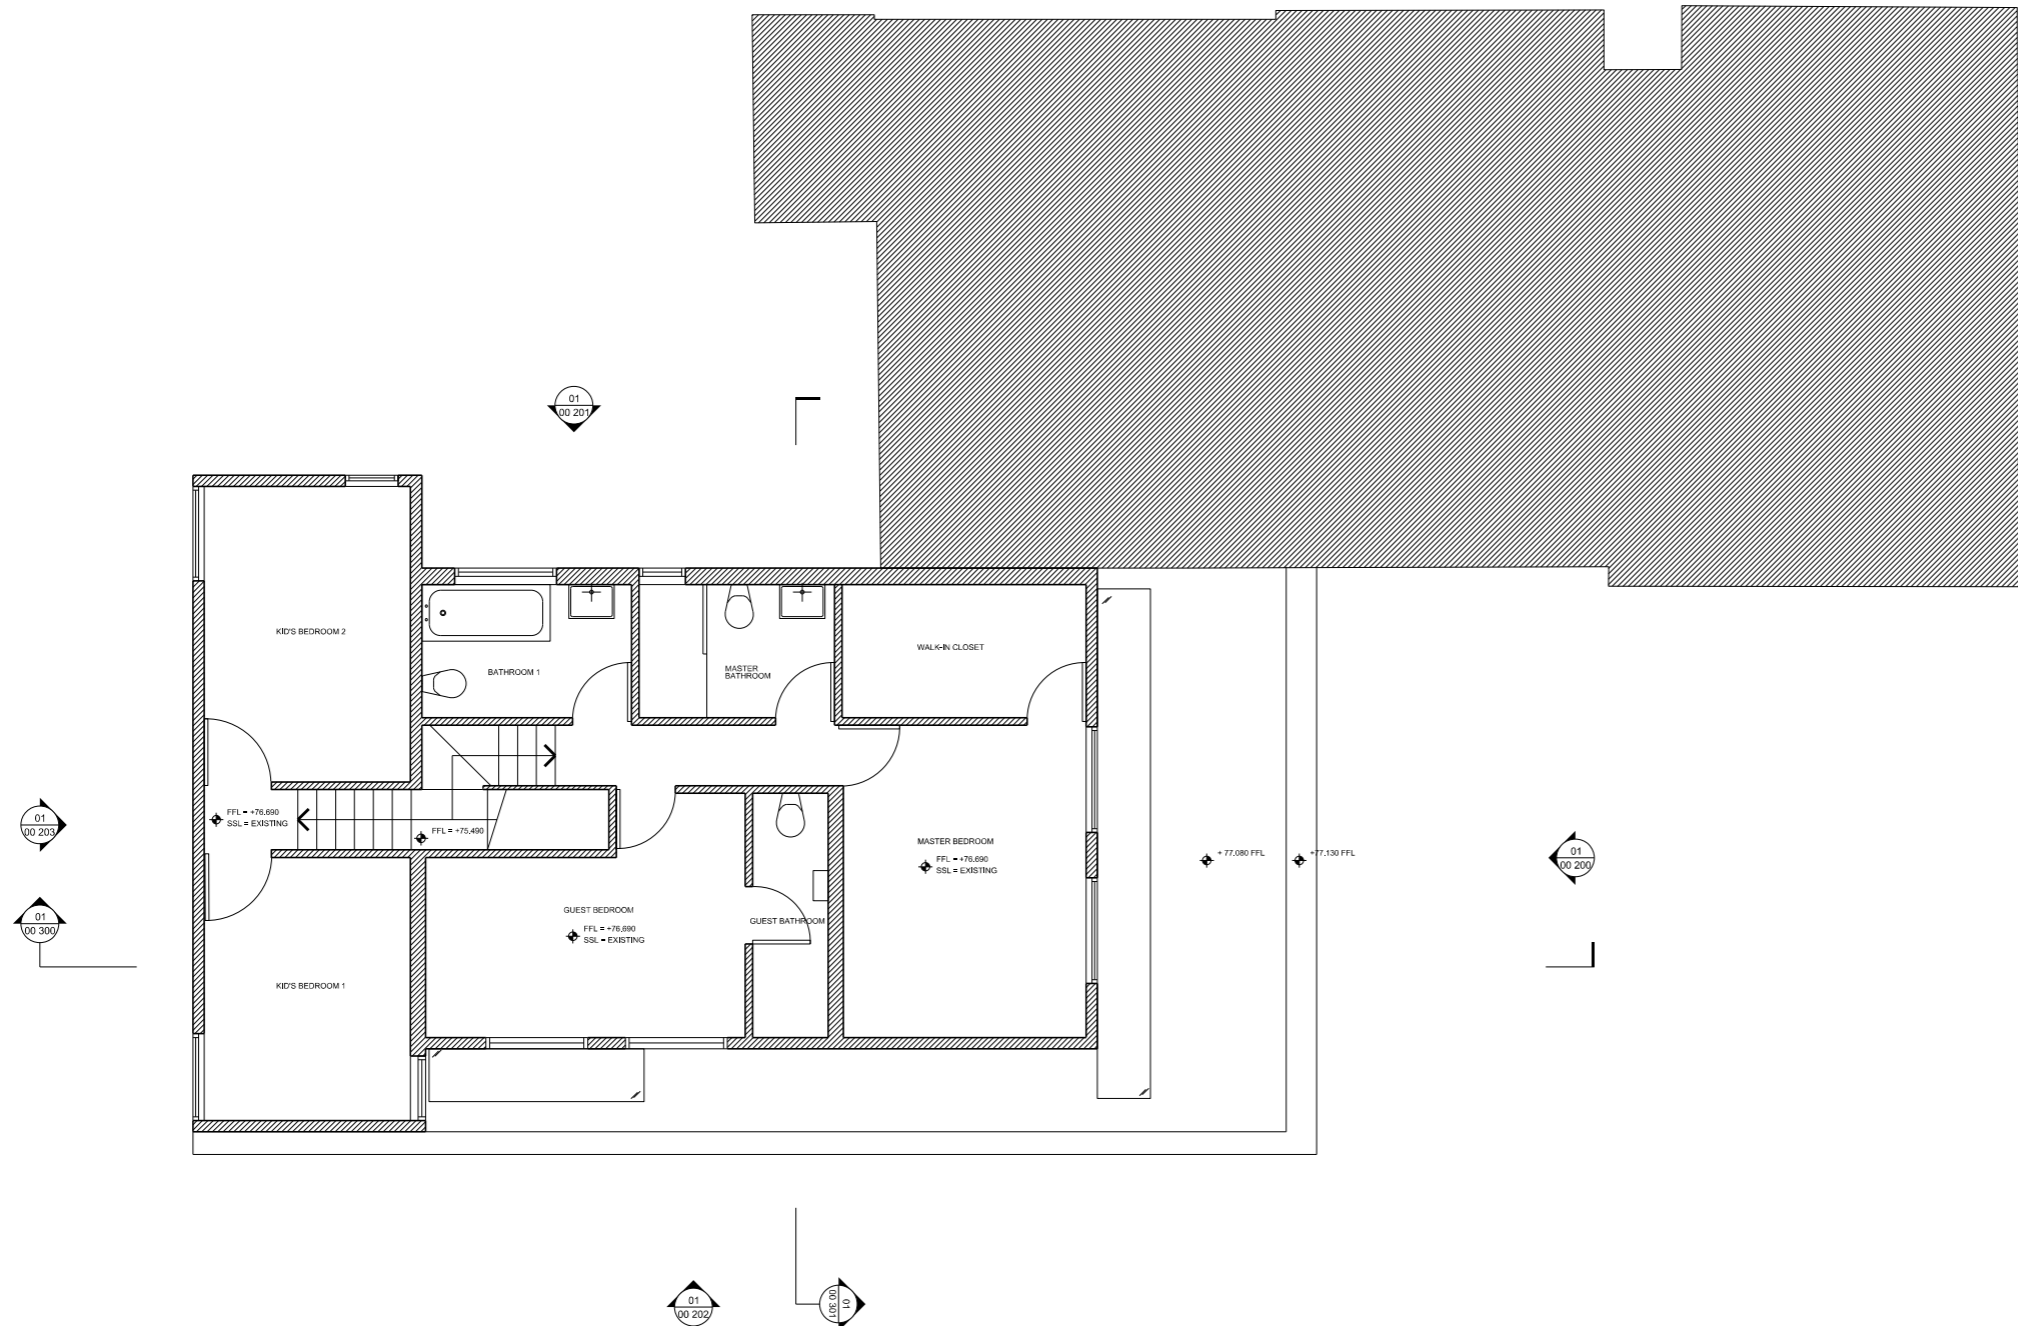 01
00 201
KID'S BEDROOM 2
BATHROOM 1
MASTER
BATHROOM
WALK-IN CLOSET
01
00 203
FFL = +76,690
SSL = EXISTING
FFL = +75,490
MASTER BEDROOM
FFL = +76,690
SSL = EXISTING
+ 77,080 FFL
+77,130 FFL
01
00 200
01
00 300
GUEST BEDROOM
FFL = +76,690
SSL = EXISTING
GUEST BATHROOM
KID'S BEDROOM 1
01
00 202
01
00 301